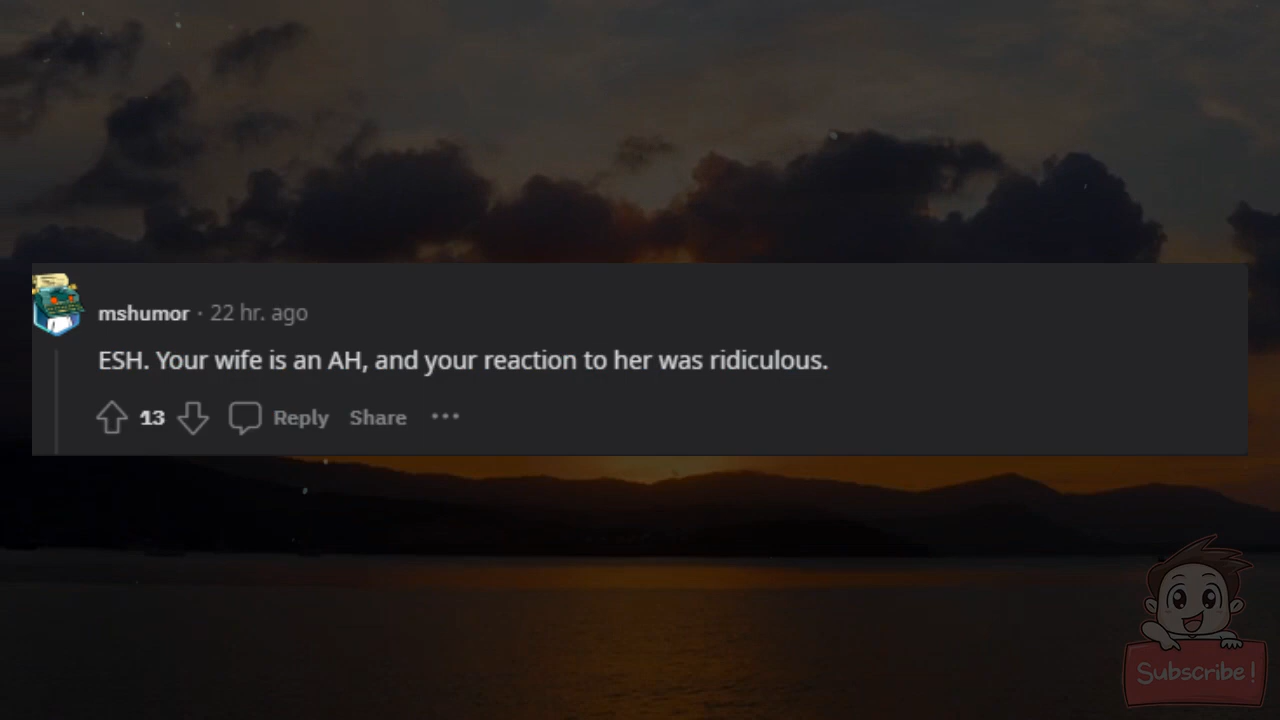 mshumor · 22 hr. ago
ESH. Your wife is an AH, and your reaction to her was ridiculous.
13 Reply Share ···
Subscribe!